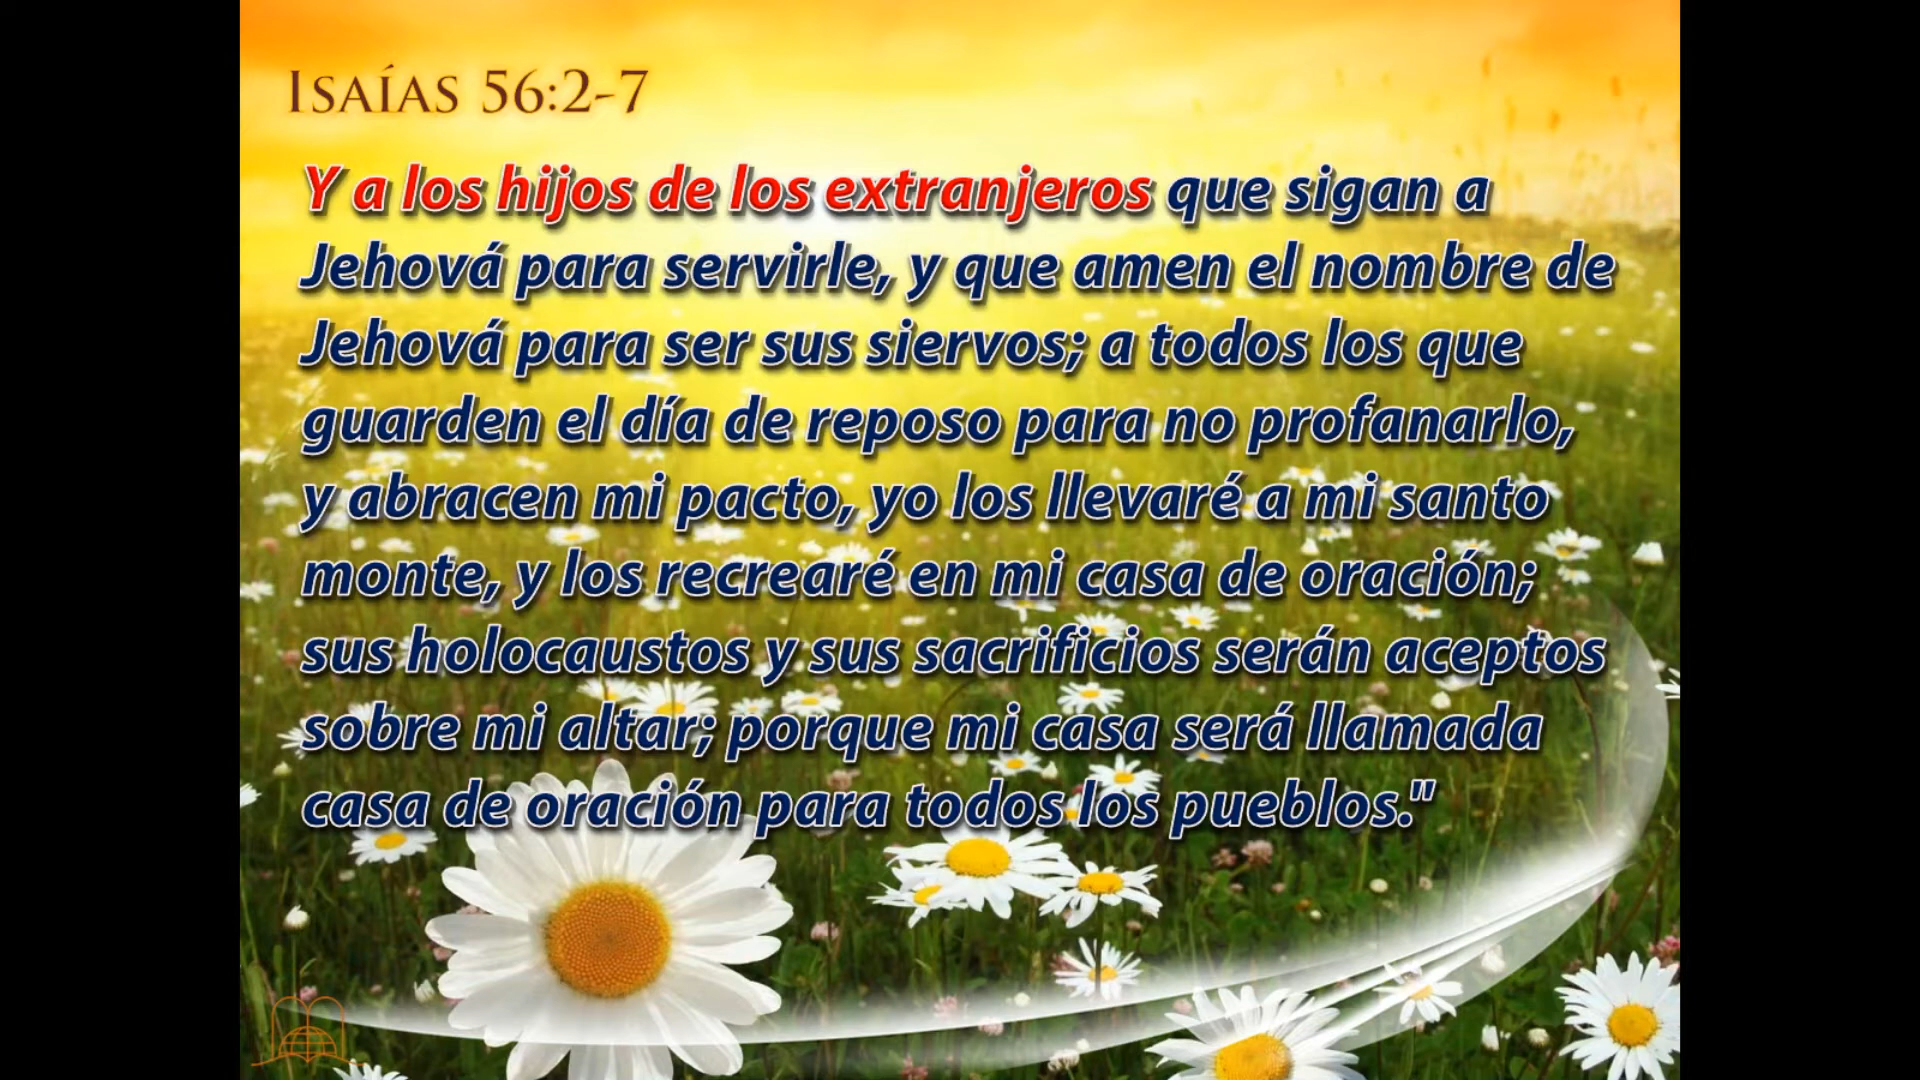 Isaías 56:2-7
Y a los hijos de los extranjeros que sigan a
Jehová para servirle, y que amen el nombre de
Jehová para ser sus siervos; a todos los que
guarden el día de reposo para no profanarlo,
y abracen mi pacto, yo los llevaré a mi santo
monte, y los recrearé en mi casa de oración;
sus holocaustos y sus sacrificios serán aceptos
sobre mi altar; porque mi casa será llamada
casa de oración para todos los pueblos."